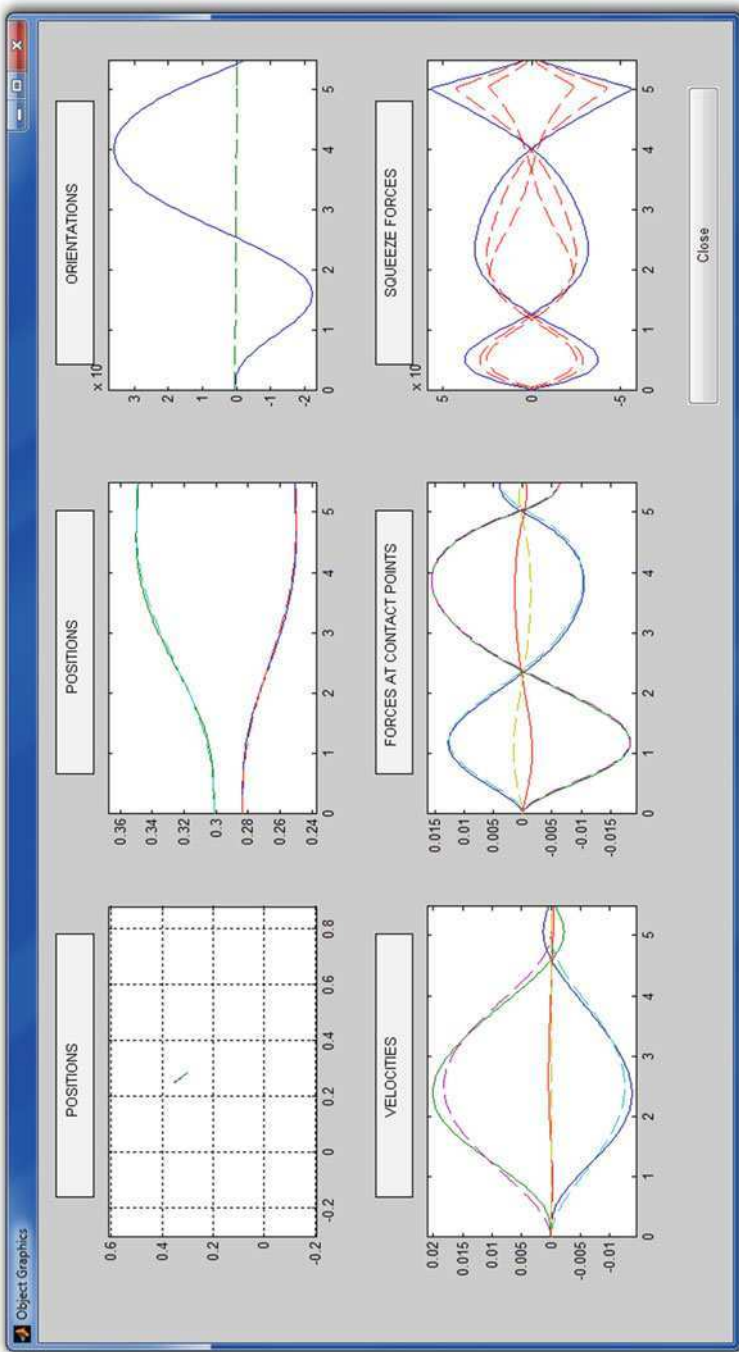 Object Graphics
POSITIONS
0.6
0.4
0.2
0
-0.2
-0.2 0 0.2 0.4 0.6 0.8
POSITIONS
0.36
0.34
0.32
0.3
0.28
0.26
0.24
0 1 2 3 4 5
ORIENTATIONS
x 10
3
2
1
0
-1
-2
0 1 2 3 4 5
VELOCITIES
0.02
0.015
0.01
0.005
0
-0.005
-0.01
0 1 2 3 4 5
FORCES AT CONTACT POINTS
0.015
0.01
0.005
0
-0.005
-0.01
-0.015
0 1 2 3 4 5
SQUEEZE FORCES
x 10
5
0
-5
0 1 2 3 4 5
Close